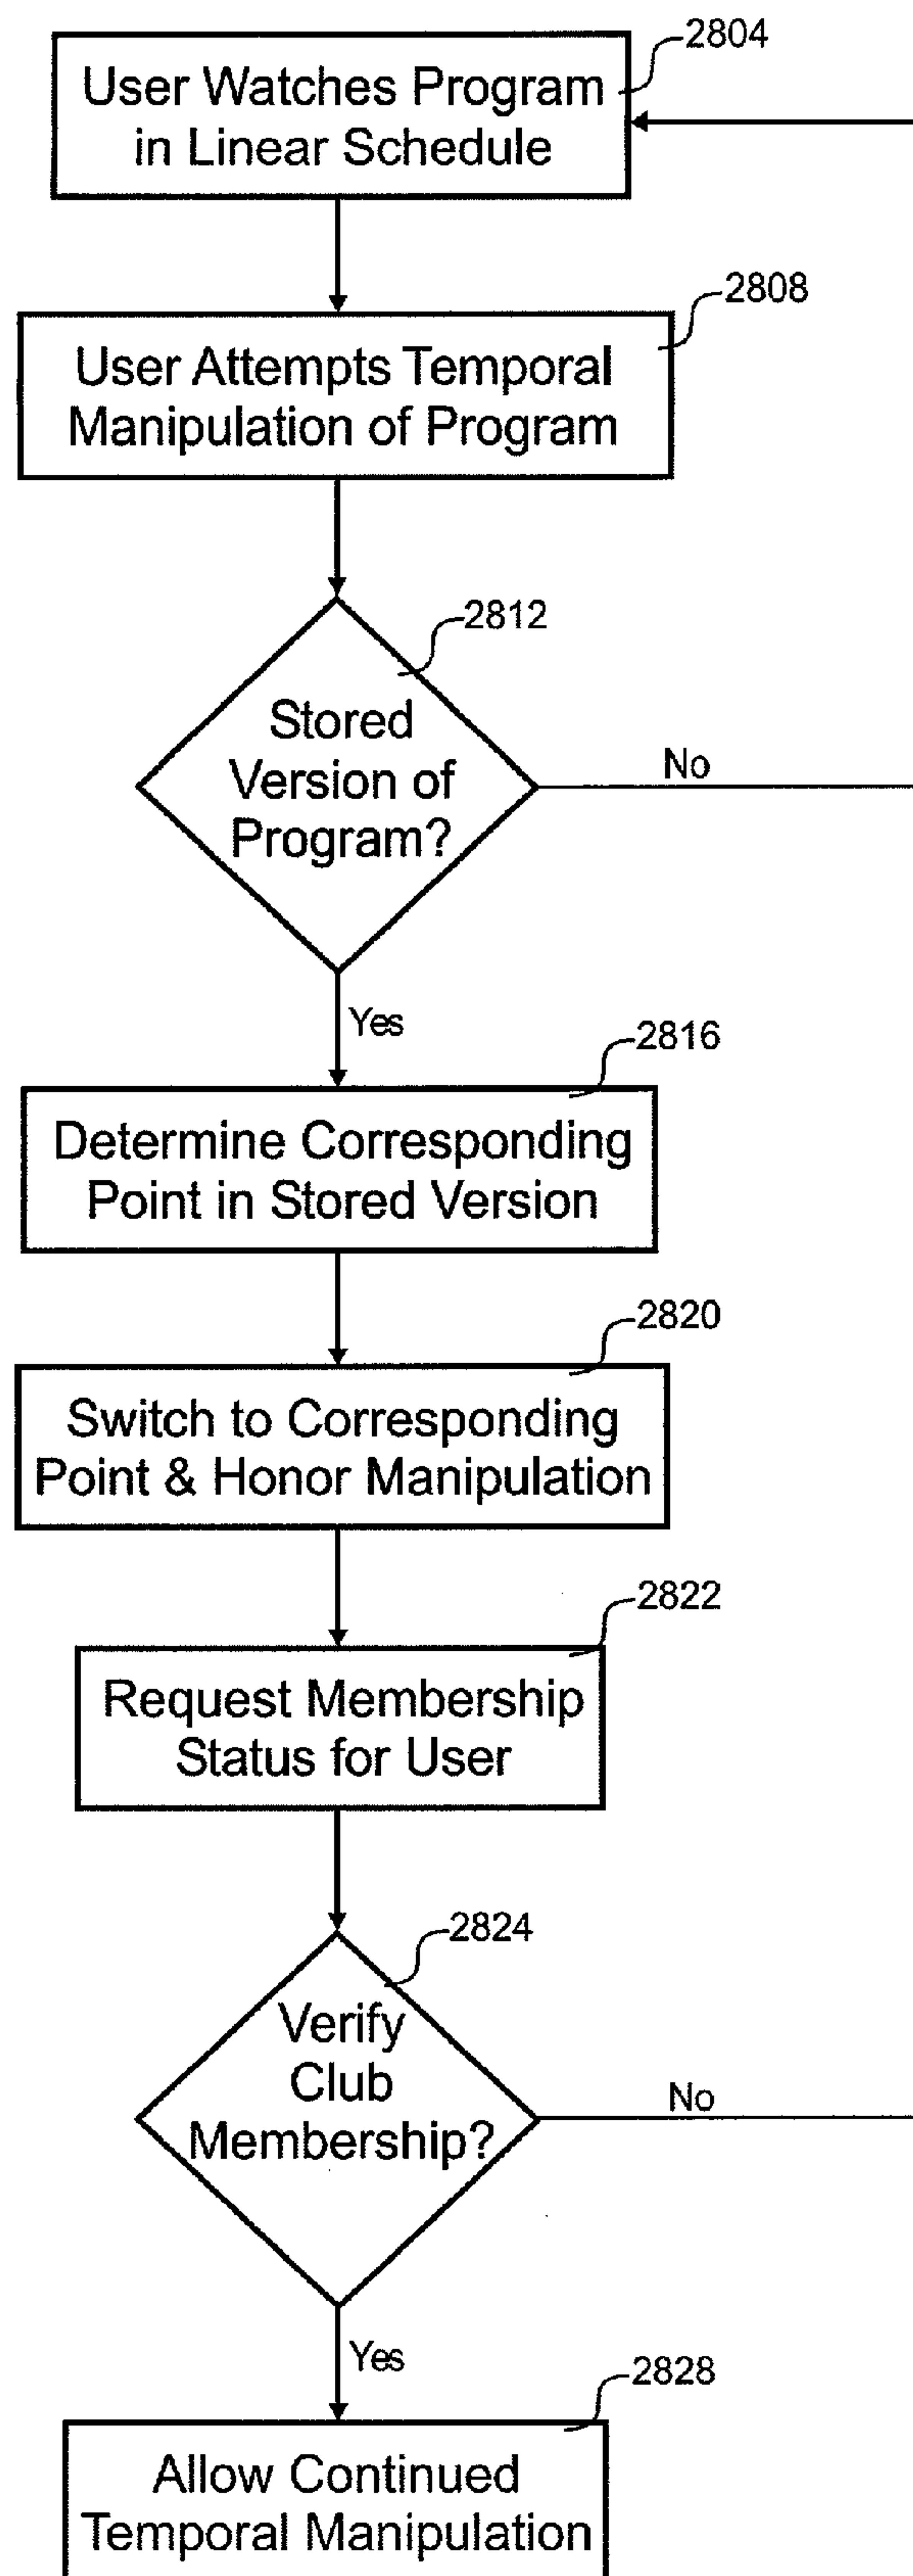 2804
User Watches Program
in Linear Schedule
2808
User Attempts Temporal
Manipulation of Program
2812
Stored
Version of
Program?
No
Yes
2816
Determine Corresponding
Point in Stored Version
2820
Switch to Corresponding
Point & Honor Manipulation
2822
Request Membership
Status for User
2824
Verify
Club
Membership?
No
Yes
2828
Allow Continued
Temporal Manipulation